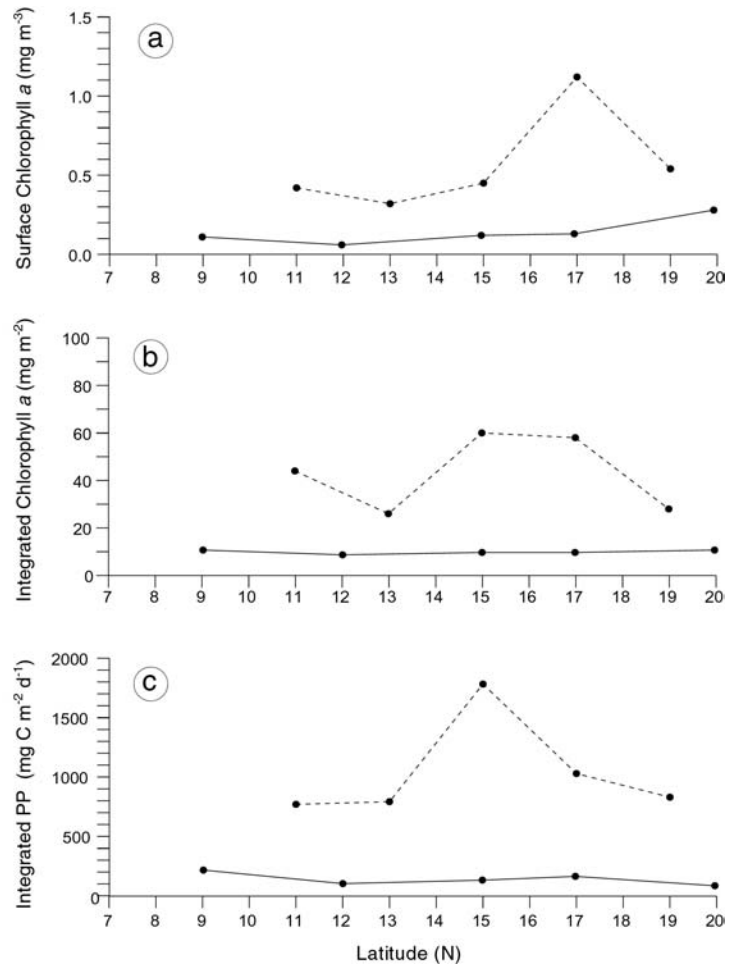 a
Surface Chlorophyll a (mg m-3)
1.5
1.0
0.5
0.0
7 8 9 10 11 12 13 14 15 16 17 18 19 20
b
Integrated Chlorophyll a (mg m-2)
100
80
60
40
20
0
7 8 9 10 11 12 13 14 15 16 17 18 19 20
c
Integrated PP (mg C m-2 d-1)
2000
1500
1000
500
0
7 8 9 10 11 12 13 14 15 16 17 18 19 20
Latitude (N)